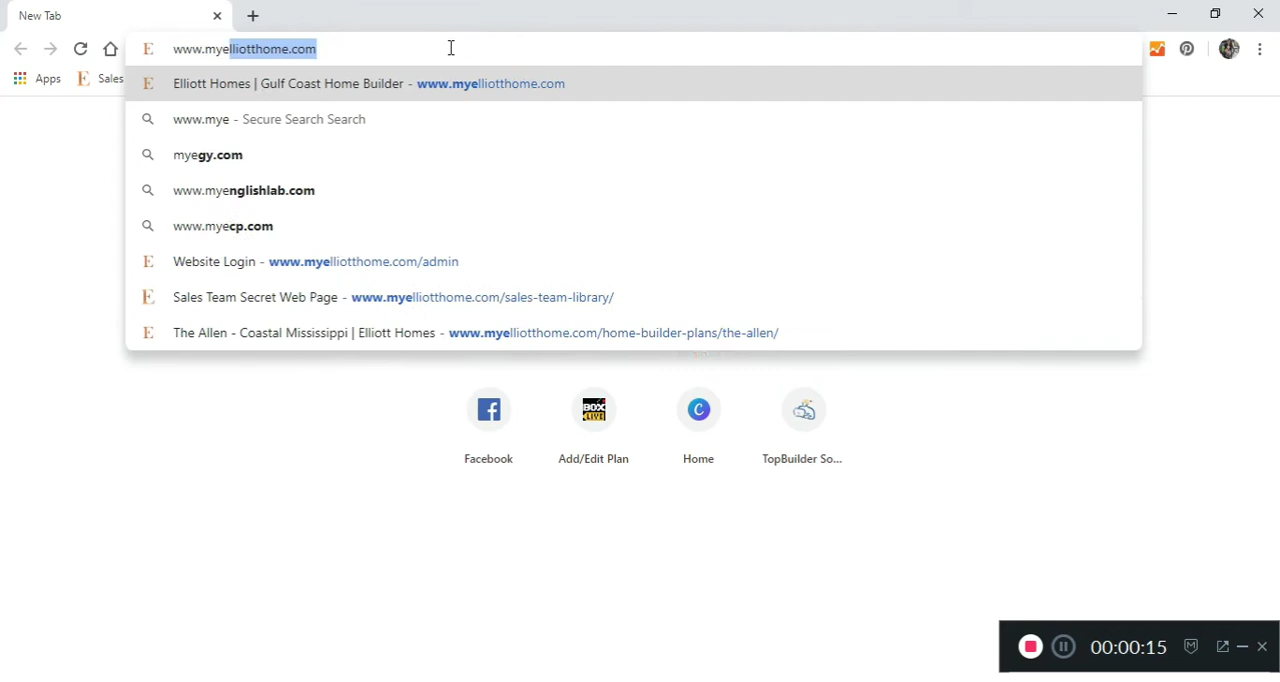 New Tab
www.myelliotthome.com
Apps
E Sales
E Elliott Homes | Gulf Coast Home Builder - www.myelliotthome.com
www.mye - Secure Search Search
myegy.com
www.myenglishlab.com
www.myecp.com
E Website Login - www.myelliotthome.com/admin
E Sales Team Secret Web Page - www.myelliotthome.com/sales-team-library/
E The Allen - Coastal Mississippi | Elliott Homes - www.myelliotthome.com/home-builder-plans/the-allen/
BOX LIVE
C
Facebook
Add/Edit Plan
Home
TopBuilder So...
00:00:15